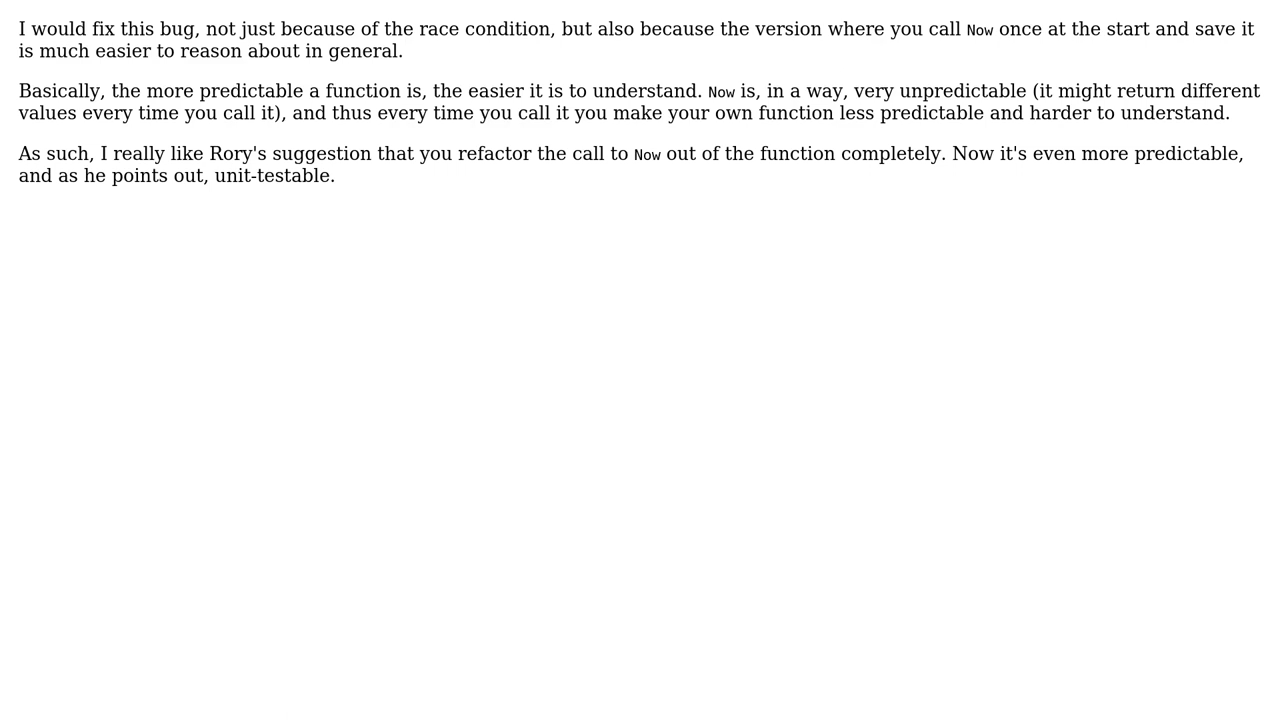 I would fix this bug, not just because of the race condition, but also because the version where you call Now once at the start and save it
is much easier to reason about in general.
Basically, the more predictable a function is, the easier it is to understand. Now is, in a way, very unpredictable (it might return different
values every time you call it), and thus every time you call it you make your own function less predictable and harder to understand.
As such, I really like Rory's suggestion that you refactor the call to Now out of the function completely. Now it's even more predictable,
and as he points out, unit-testable.